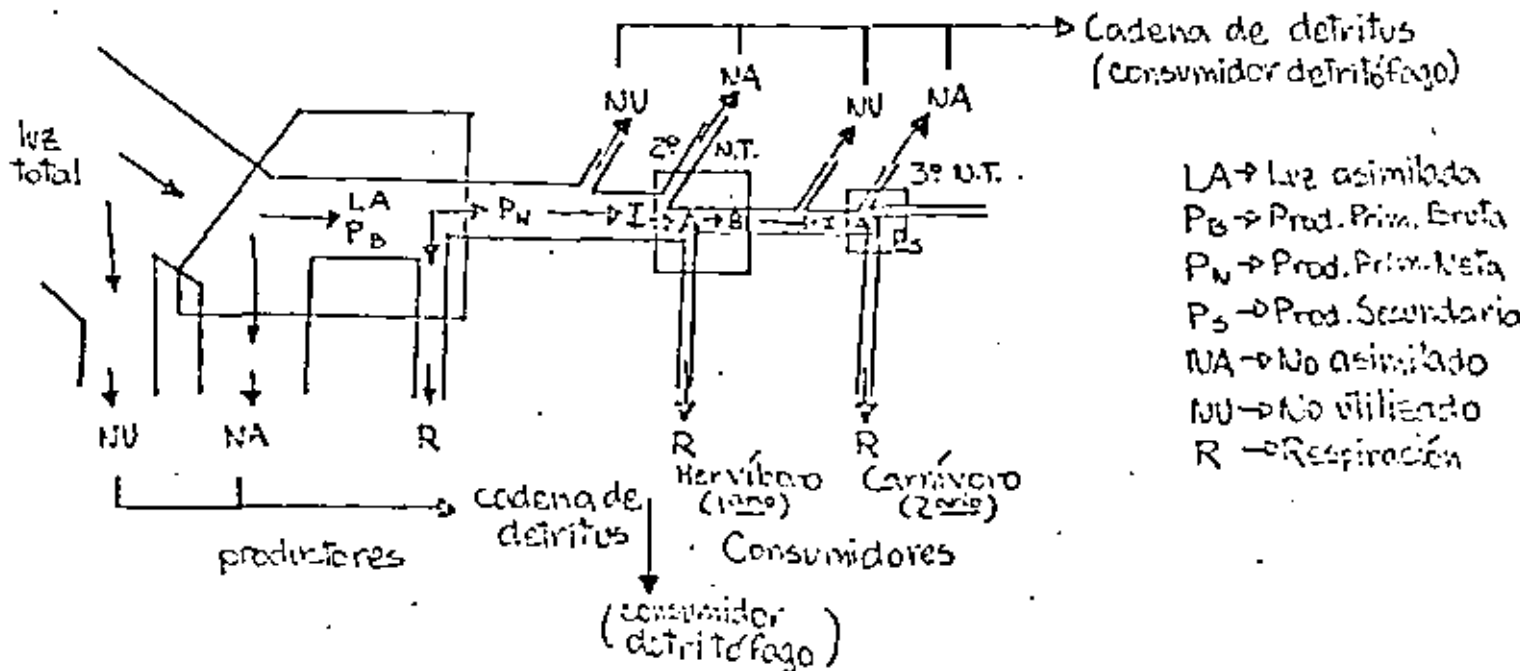 Cadena de detritus
(consumidor detritófago)
NU
NA
NU
NA
luz
total
2º
N.T.
3º N.T.
LA
PB
PN
I
B
I
A
PS
LA → Luz asimilada
PB → Prod. Prim. Bruta
PN → Prod. Prim. Neta
PS → Prod. Secundaria
NA → No asimilado
NU → No utilizado
R → Respiración
NU
NA
R
R
R
Hervíboro
(1ario)
Carnívoro
(2ario)
cadena de
detritus
productores
Consumidores
(consumidor
detritófago)